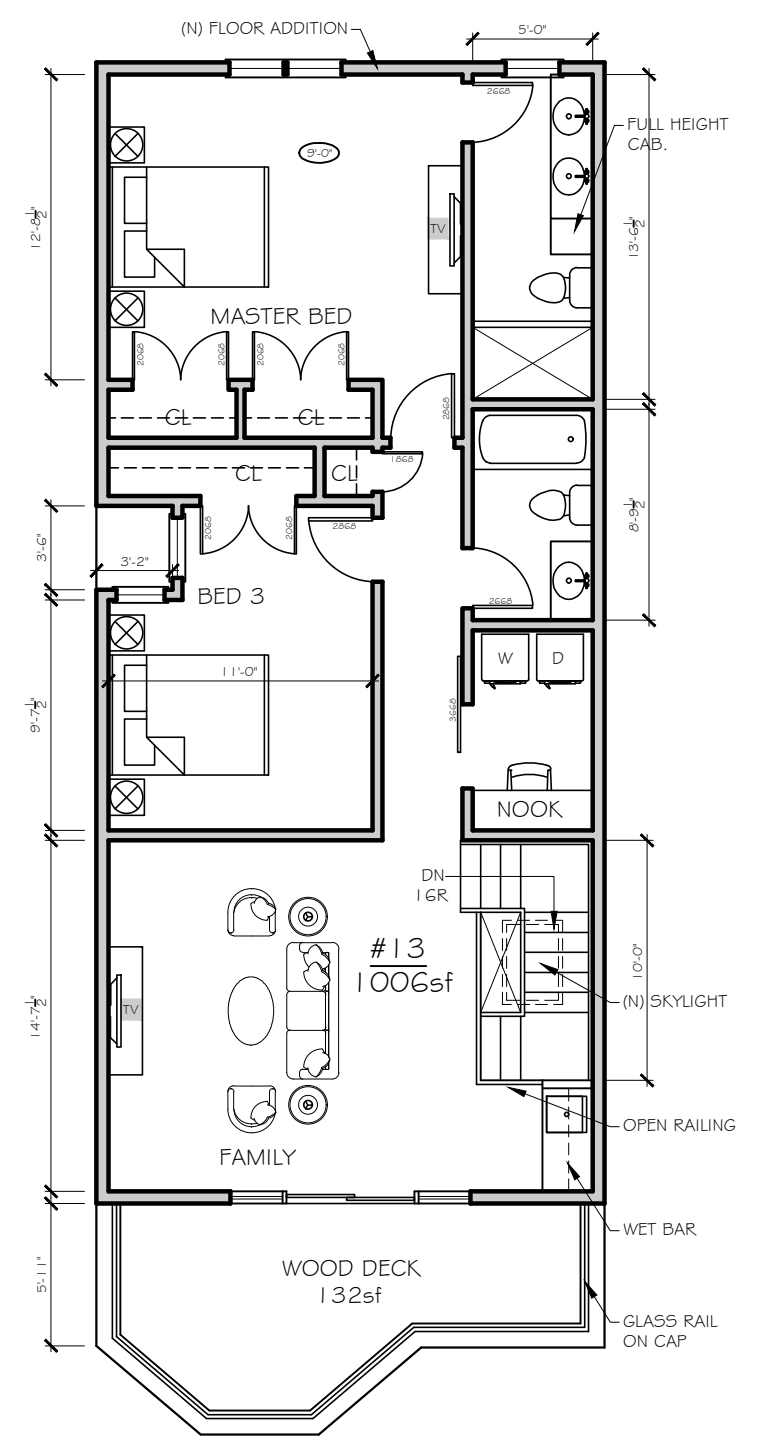 (N) FLOOR ADDITION
5'-0"
2668
FULL HEIGHT
CAB.
9'-0"
12'-8½"
13'-6½"
TV
MASTER BED
2068
2068
2068
2068
2868
CL
CL
CL
CL
1868
2068
2068
2868
8'-9½"
3'-6"
3'-2"
BED 3
2668
W
D
11'-0"
3668
9'-7½"
NOOK
DN
16R
#13
1006sf
10'-0"
(N) SKYLIGHT
TV
14'-7½"
OPEN RAILING
FAMILY
WET BAR
5'-11"
WOOD DECK
132sf
GLASS RAIL
ON CAP